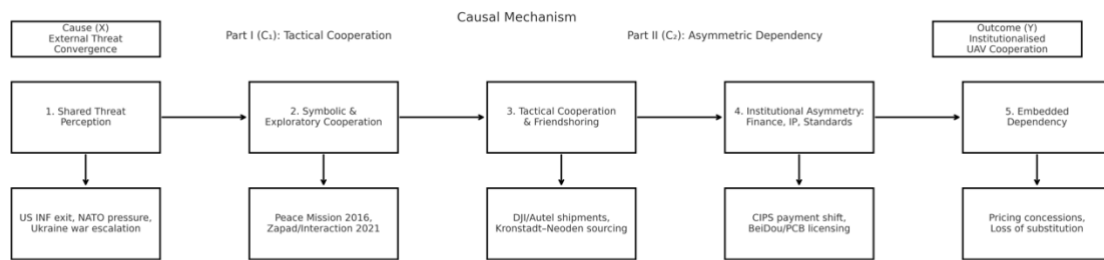 Causal Mechanism
Cause (X)
External Threat
Convergence
Part I (C₁): Tactical Cooperation
Part II (C₂): Asymmetric Dependency
Outcome (Y)
Institutionalised
UAV Cooperation
1. Shared Threat
Perception
2. Symbolic &
Exploratory Cooperation
3. Tactical Cooperation
& Friendshoring
4. Institutional Asymmetry:
Finance, IP, Standards
5. Embedded
Dependency
US INF exit, NATO pressure,
Ukraine war escalation
Peace Mission 2016,
Zapad/Interaction 2021
DJI/Autel shipments,
Kronstadt–Neoden sourcing
CIPS payment shift,
BeiDou/PCB licensing
Pricing concessions,
Loss of substitution